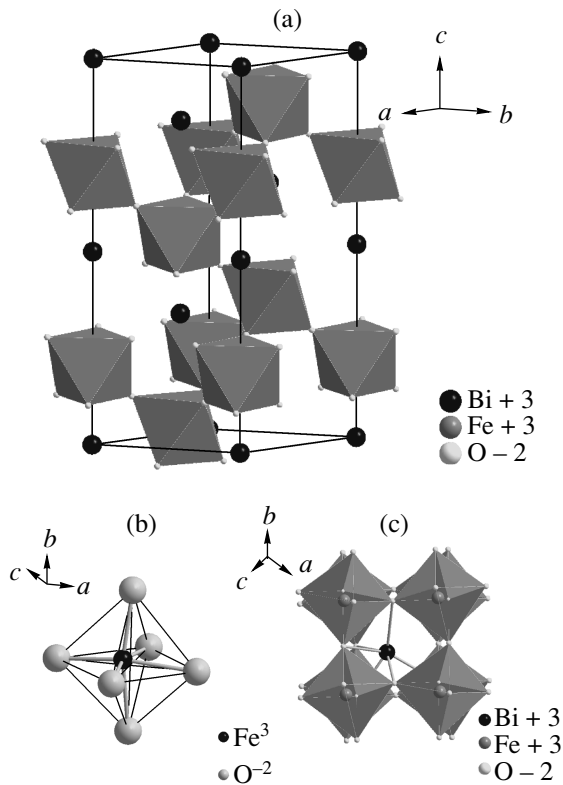 (a)
c
a
b
Bi + 3
Fe + 3
O – 2
(b)
b
c
a
Fe³
O⁻²
(c)
b
c
a
Bi + 3
Fe + 3
O – 2